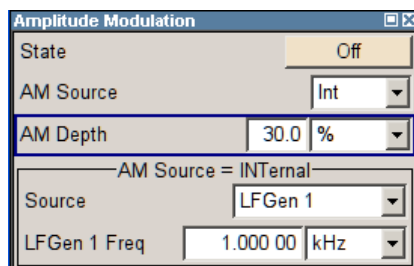 Amplitude Modulation
State Off
AM Source Int
AM Depth 30.0 %
AM Source = INTernal
Source LFGen 1
LFGen 1 Freq 1.000 00 kHz